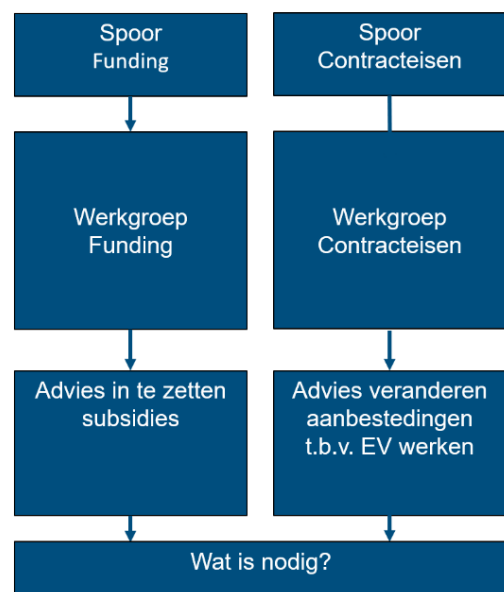 Spoor
Funding
Spoor
Contracteisen
Werkgroep
Funding
Werkgroep
Contracteisen
Advies in te zetten
subsidies
Advies veranderen
aanbestedingen
t.b.v. EV werken
Wat is nodig?